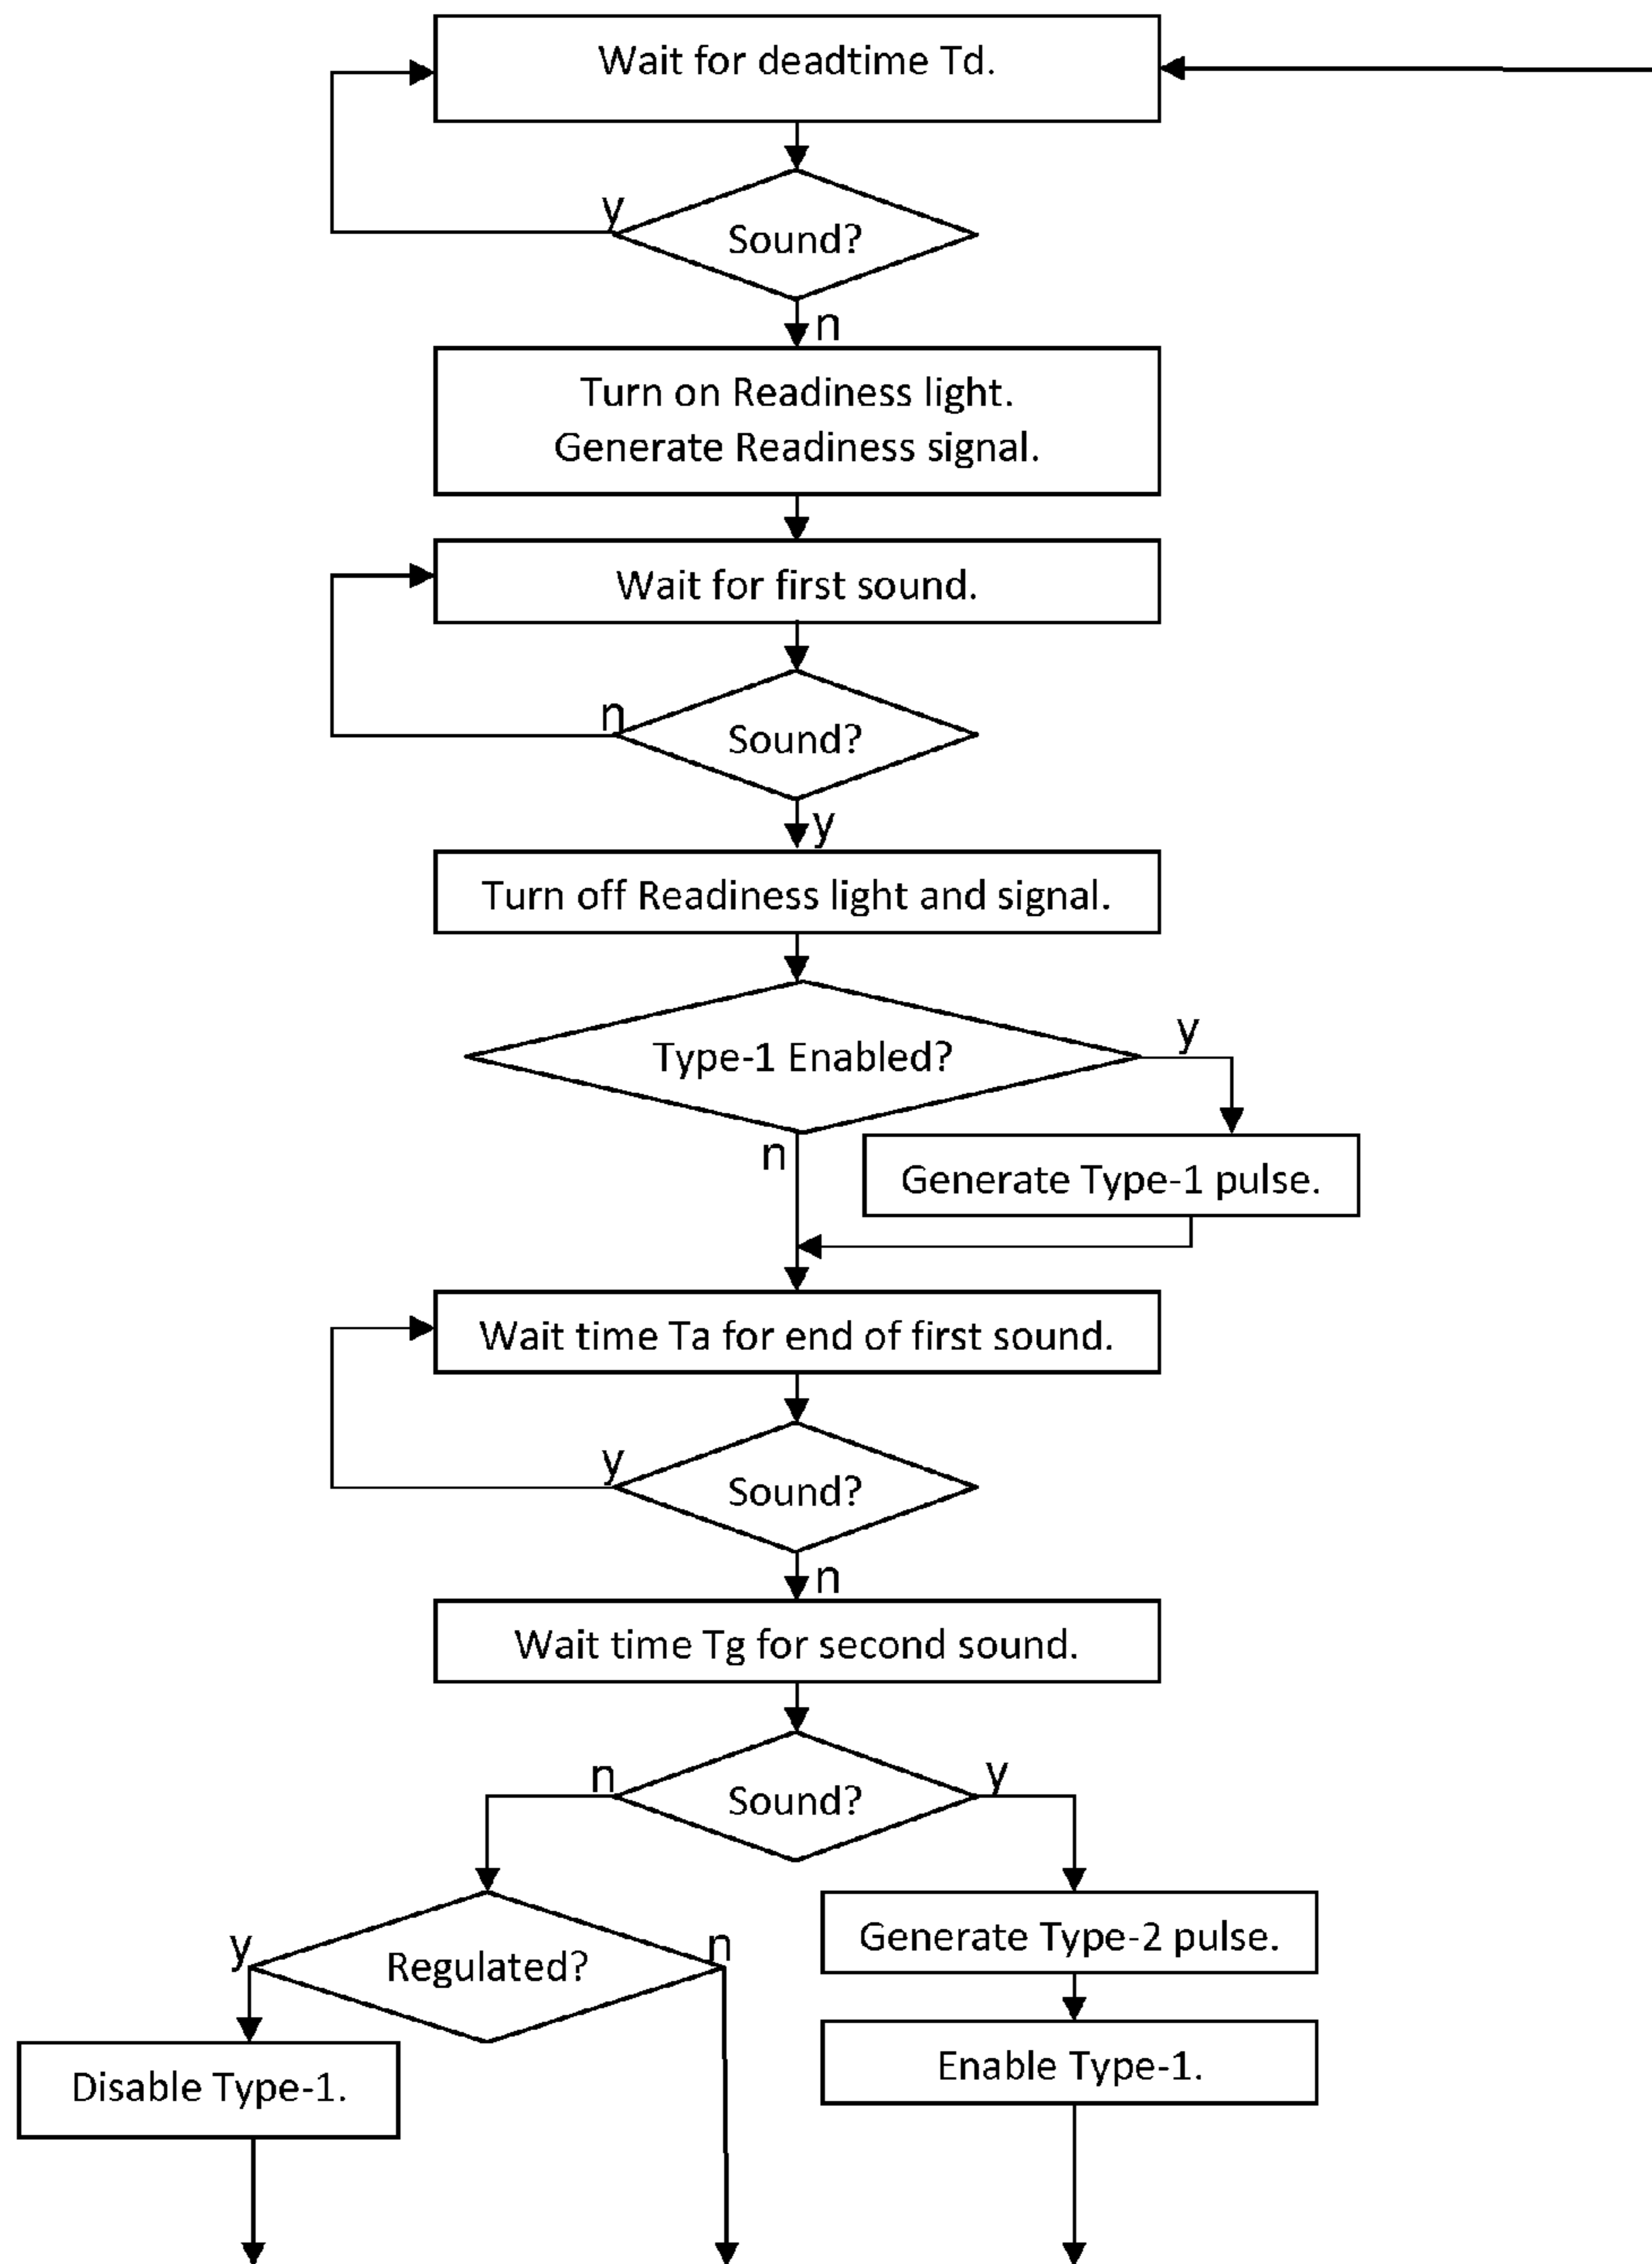 Wait for deadtime Td.
y
Sound?
n
Turn on Readiness light.
Generate Readiness signal.
Wait for first sound.
n
Sound?
y
Turn off Readiness light and signal.
Type-1 Enabled?
y
n
Generate Type-1 pulse.
Wait time Ta for end of first sound.
y
Sound?
n
Wait time Tg for second sound.
n
Sound?
y
y
Regulated?
n
Generate Type-2 pulse.
Disable Type-1.
Enable Type-1.